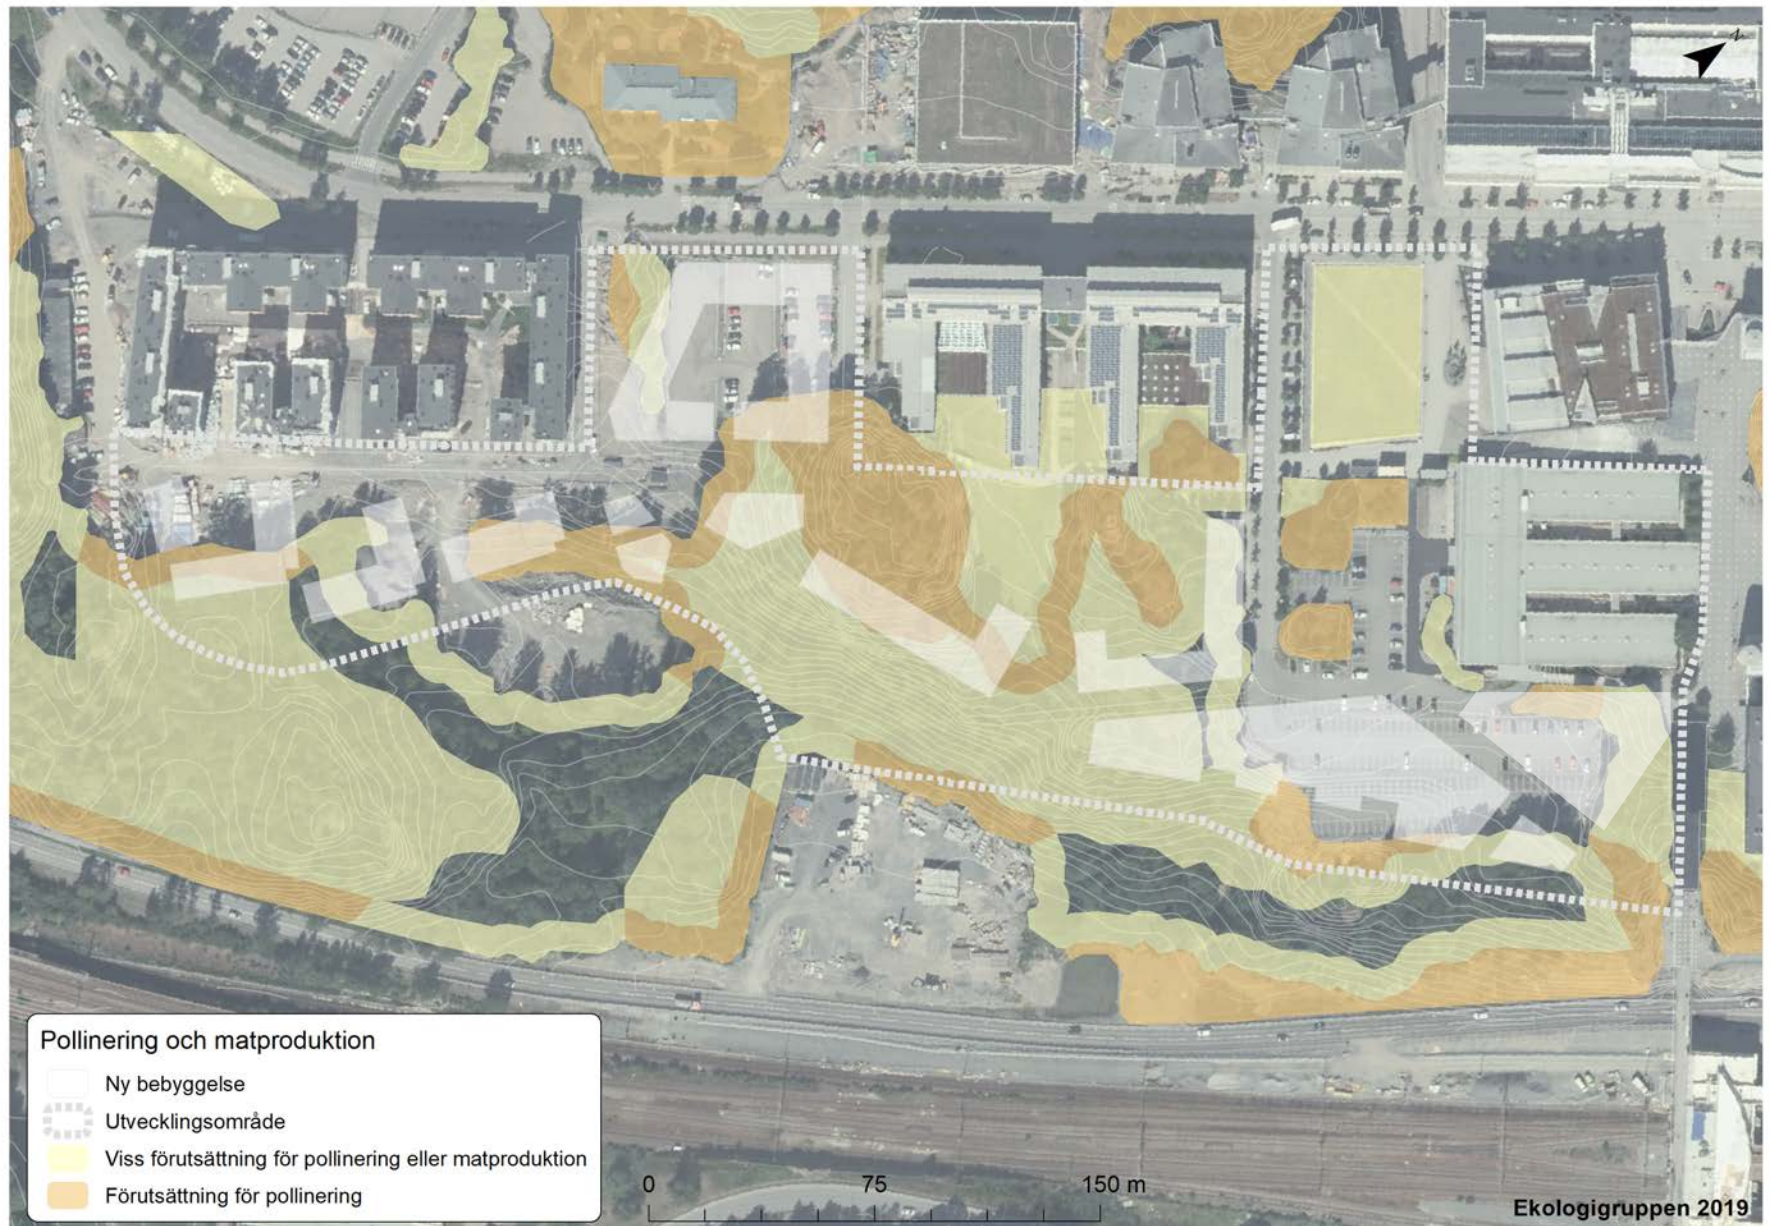 N
Pollinering och matproduktion
Ny bebyggelse
Utvecklingsområde
Viss förutsättning för pollinering eller matproduktion
Förutsättning för pollinering
0 75 150 m
Ekologigruppen 2019